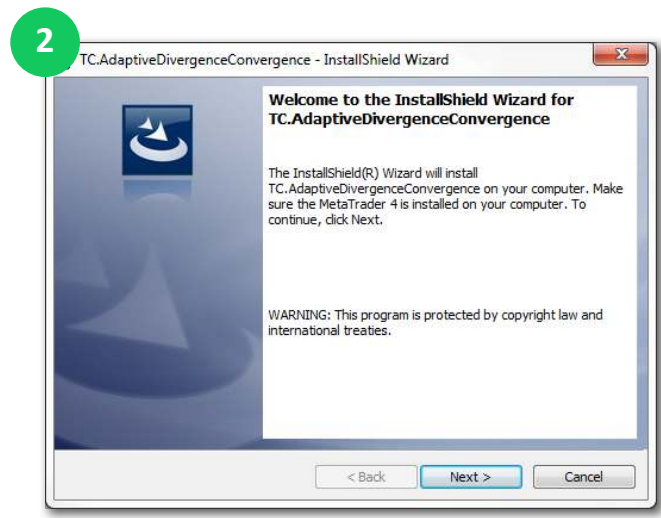 2
TC.AdaptiveDivergenceConvergence - InstallShield Wizard
Welcome to the InstallShield Wizard for
TC.AdaptiveDivergenceConvergence
The InstallShield(R) Wizard will install
TC.AdaptiveDivergenceConvergence on your computer. Make
sure the MetaTrader 4 is installed on your computer. To
continue, click Next.
WARNING: This program is protected by copyright law and
international treaties.
< Back Next > Cancel